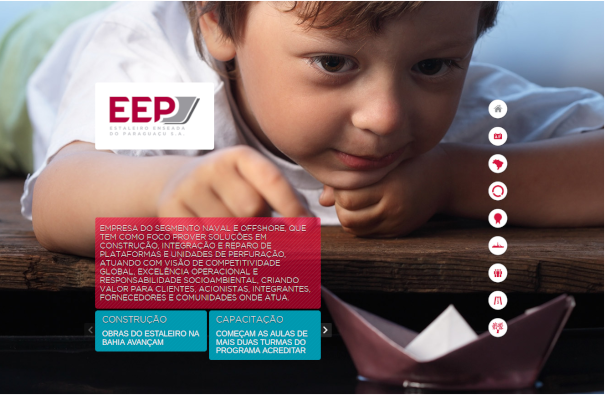 EEP
ESTALEIRO ENSEADA
DO PARAGUAÇU S.A.
EMPRESA DO SEGMENTO NAVAL E OFFSHORE, QUE
TEM COMO FOCO PROVER SOLUÇÕES EM
CONSTRUÇÃO, INTEGRAÇÃO E REPARO DE
PLATAFORMAS E UNIDADES DE PERFURAÇÃO,
ATUANDO COM VISÃO DE COMPETITIVIDADE
GLOBAL, EXCELÊNCIA OPERACIONAL E
RESPONSABILIDADE SOCIOAMBIENTAL, CRIANDO
VALOR PARA CLIENTES, ACIONISTAS, INTEGRANTES,
FORNECEDORES E COMUNIDADES ONDE ATUA.
CONSTRUÇÃO
OBRAS DO ESTALEIRO NA
BAHIA AVANÇAM
CAPACITAÇÃO
COMEÇAM AS AULAS DE
MAIS DUAS TURMAS DO
PROGRAMA ACREDITAR